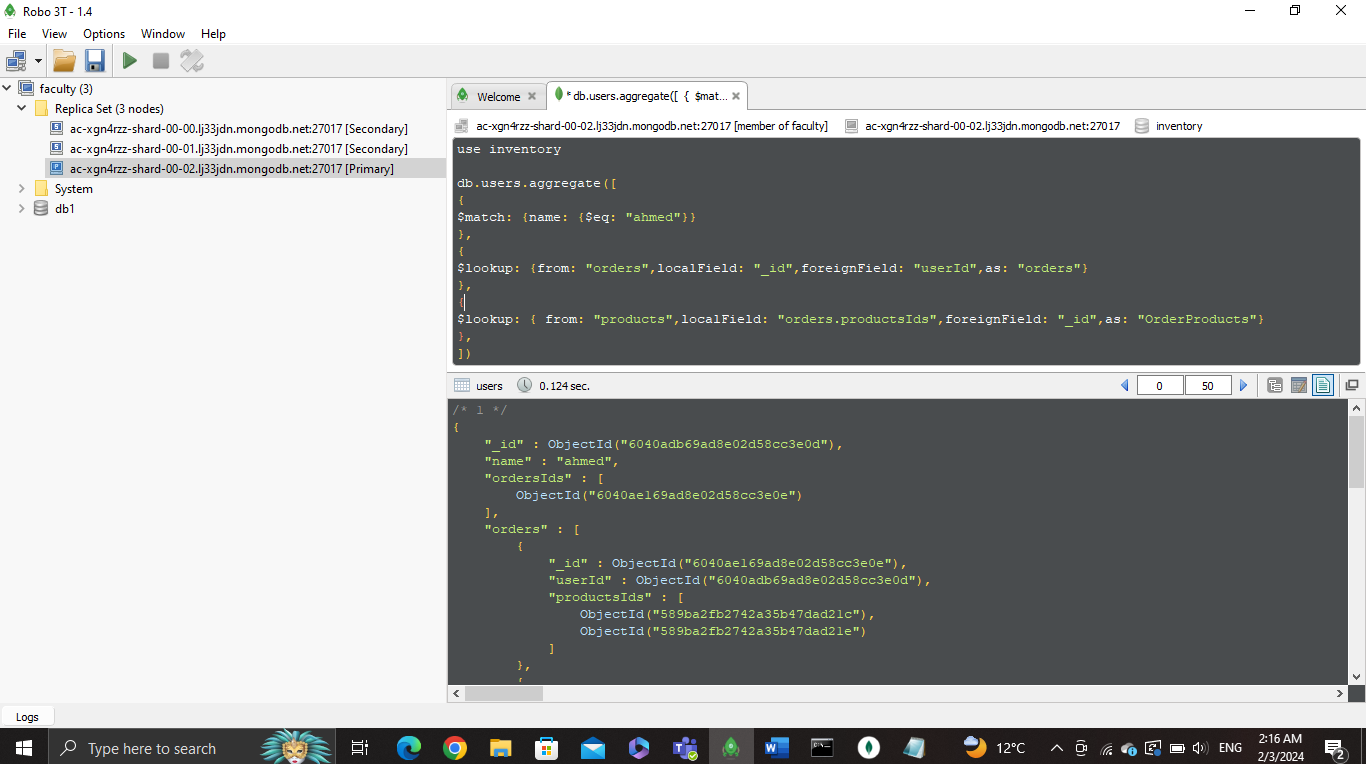 Robo 3T - 1.4
File View Options Window Help
faculty (3)
Replica Set (3 nodes)
ac-xgn4rzz-shard-00-00.lj33jdn.mongodb.net:27017 [Secondary]
ac-xgn4rzz-shard-00-01.lj33jdn.mongodb.net:27017 [Secondary]
ac-xgn4rzz-shard-00-02.lj33jdn.mongodb.net:27017 [Primary]
System
db1
Welcome * db.users.aggregate([ { $mat...
ac-xgn4rzz-shard-00-02.lj33jdn.mongodb.net:27017 [member of faculty] ac-xgn4rzz-shard-00-02.lj33jdn.mongodb.net:27017 inventory
use inventory
db.users.aggregate([
{
$match: {name: {$eq: "ahmed"}}
},
{
$lookup: {from: "orders",localField: "_id",foreignField: "userId",as: "orders"}
},
{
$lookup: { from: "products",localField: "orders.productsIds",foreignField: "_id",as: "OrderProducts"}
},
])
users 0.124 sec. 0 50
/* 1 */
{
"_id" : ObjectId("6040adb69ad8e02d58cc3e0d"),
"name" : "ahmed",
"ordersIds" : [
ObjectId("6040ae169ad8e02d58cc3e0e")
],
"orders" : [
{
"_id" : ObjectId("6040ae169ad8e02d58cc3e0e"),
"userId" : ObjectId("6040adb69ad8e02d58cc3e0d"),
"productsIds" : [
ObjectId("589ba2fb2742a35b47dad21c"),
ObjectId("589ba2fb2742a35b47dad21e")
]
},
{
Logs
Type here to search 12°C ENG 2:16 AM
2/3/2024 2